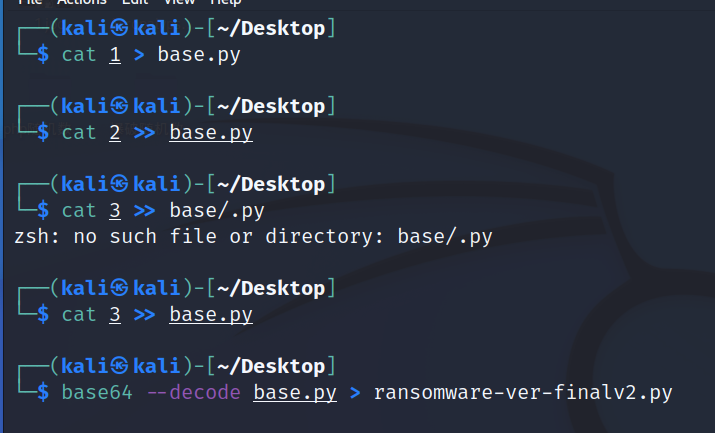 File Actions Edit View Help
┌──(kali㉿kali)-[~/Desktop]
└─$ cat 1 > base.py
┌──(kali㉿kali)-[~/Desktop]
└─$ cat 2 >> base.py
┌──(kali㉿kali)-[~/Desktop]
└─$ cat 3 >> base/.py
zsh: no such file or directory: base/.py
┌──(kali㉿kali)-[~/Desktop]
└─$ cat 3 >> base.py
┌──(kali㉿kali)-[~/Desktop]
└─$ base64 --decode base.py > ransomware-ver-finalv2.py